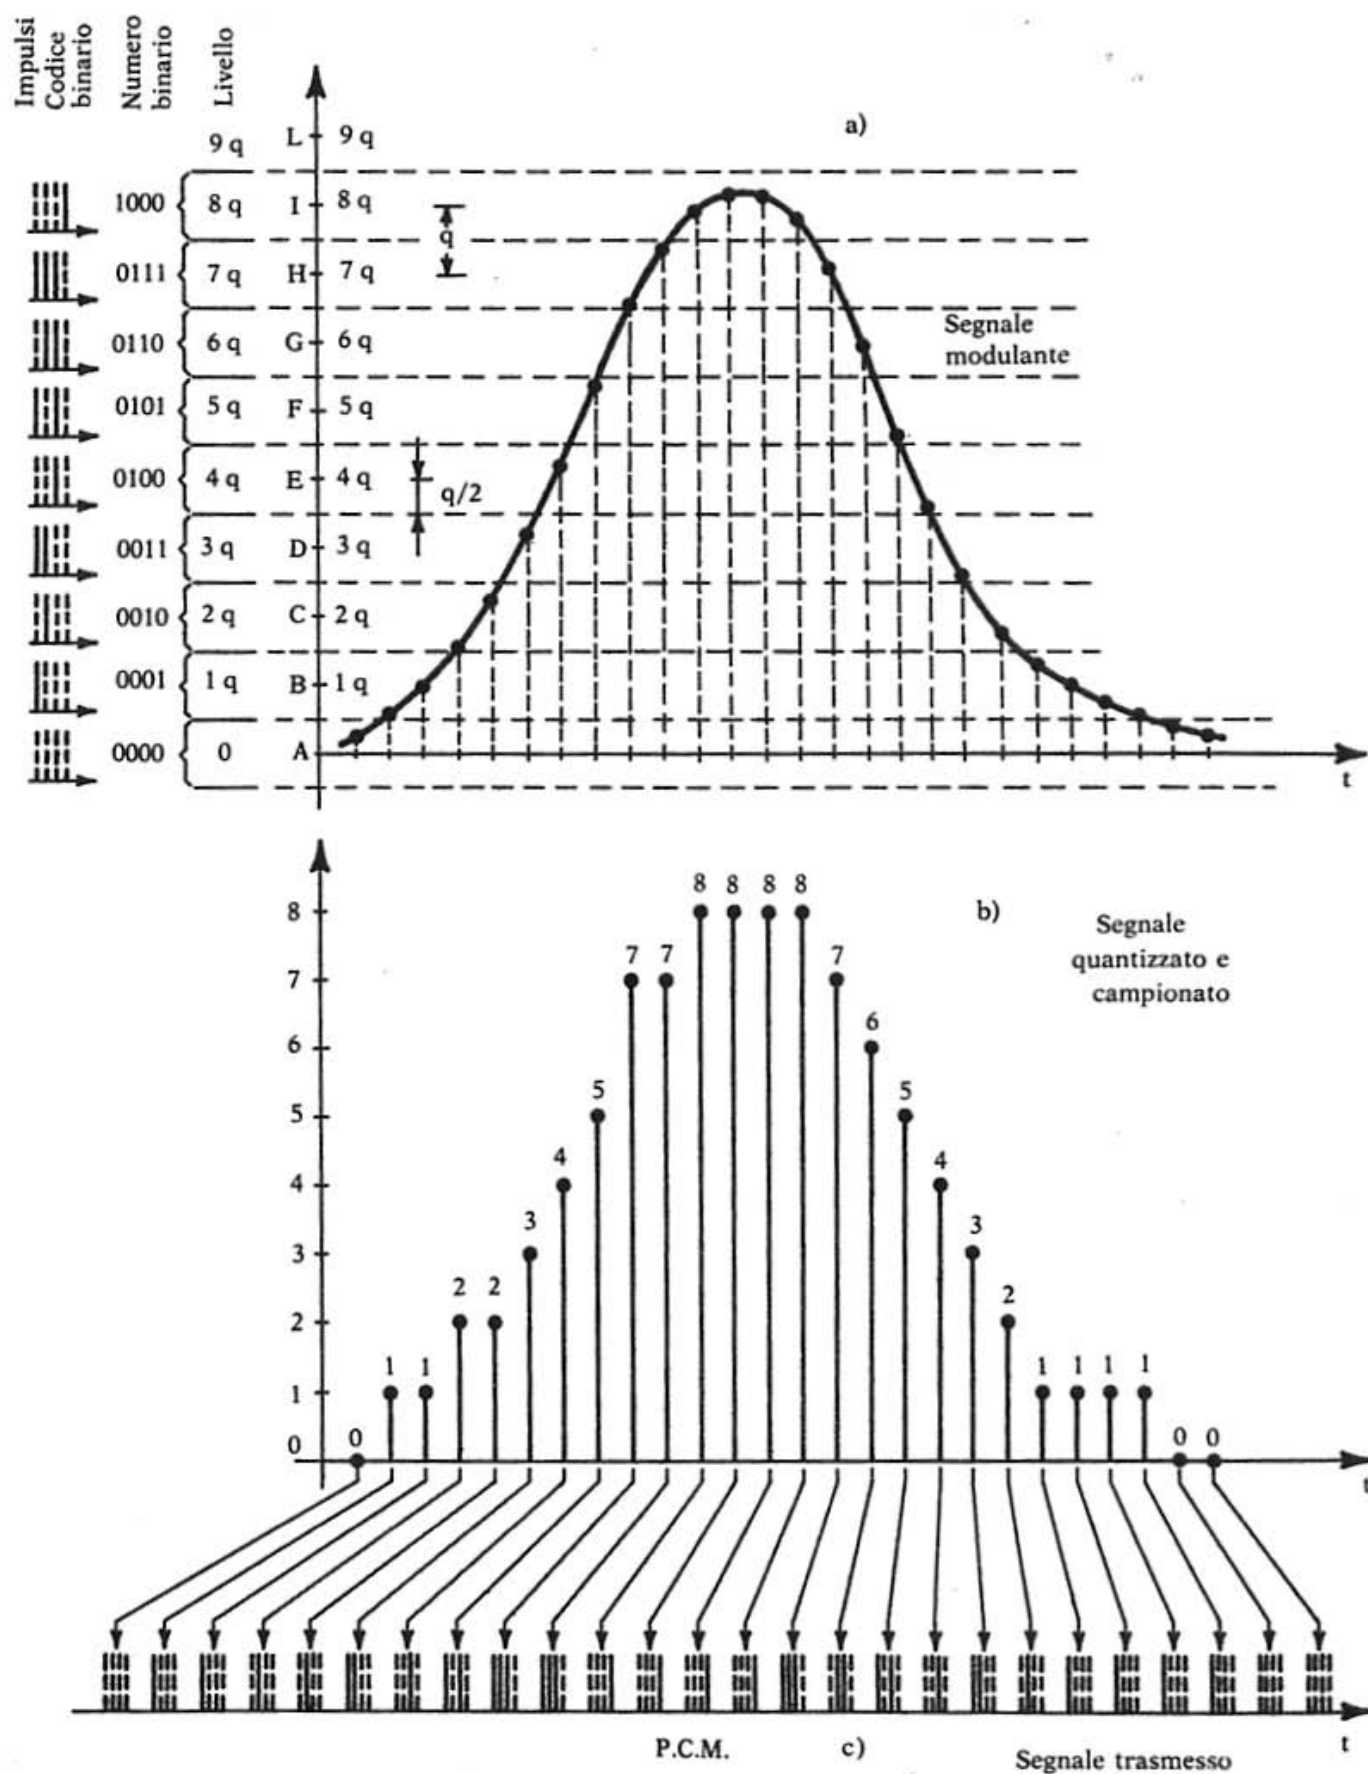 Impulsi
Codice
binario
Numero
binario
Livello
a)
9 q L 9 q
1000 8 q I 8 q
q
0111 7 q H 7 q
0110 6 q G 6 q
Segnale
modulante
0101 5 q F 5 q
0100 4 q E 4 q
q/2
0011 3 q D 3 q
0010 2 q C 2 q
0001 1 q B 1 q
0000 0 A
t
b)
Segnale
quantizzato e
campionato
8
7
6
5
4
3
2
1
0
0 1 1 2 2 3 4 5 7 7 8 8 8 8 7 6 5 4 3 2 1 1 1 1 0 0
t
t
P.C.M. c)
Segnale trasmesso